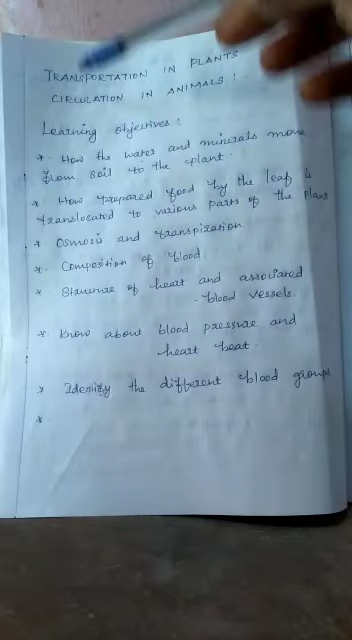 TRANSPORTATION IN PLANTS
CIRCULATION IN ANIMALS!
Learning objectives:
* How the water and minerals move
from soil to the plant.
* How prepared food by the leaf is
translocated to various parts of the plant
* Osmosis and transpiration
* Composition of blood.
* Structure of heart and associated
blood vessels.
* Know about blood pressure and
heart beat.
* Identify the different blood groups
*